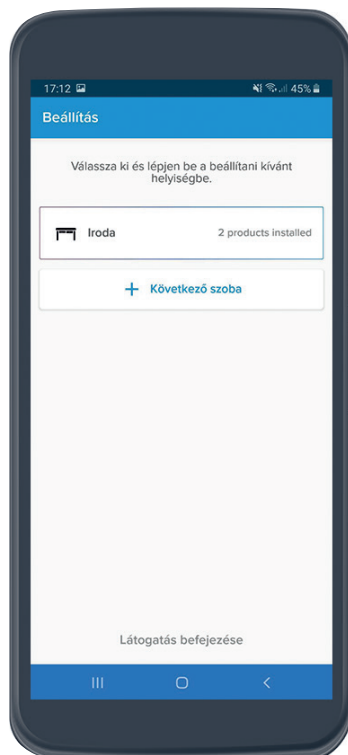 17:12 45%
Beállítás
Válassza ki és lépjen be a beállítani kívánt
helyiségbe.
Iroda 2 products installed
+ Következő szoba
Látogatás befejezése